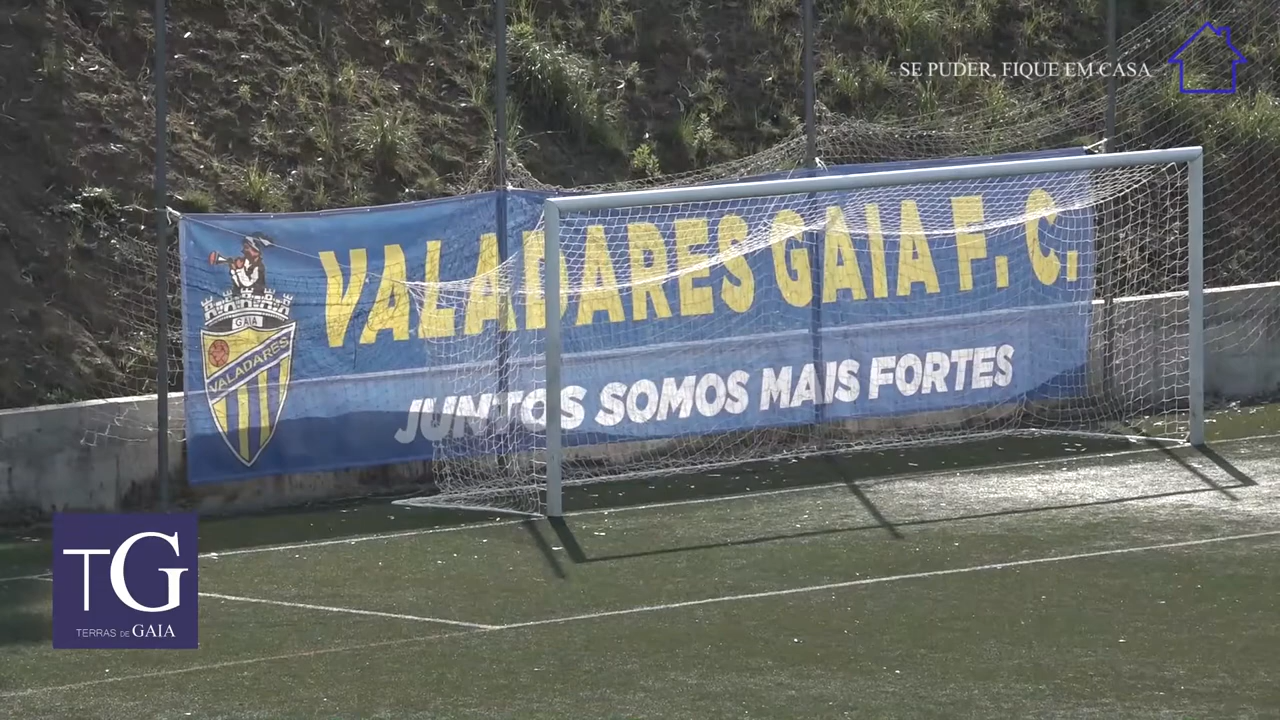 SE PUDER, FIQUE EM CASA
VALADARES GAIA F. C.
GAIA
VALADARES
JUNTOS SOMOS MAIS FORTES
TG
TERRAS DE GAIA